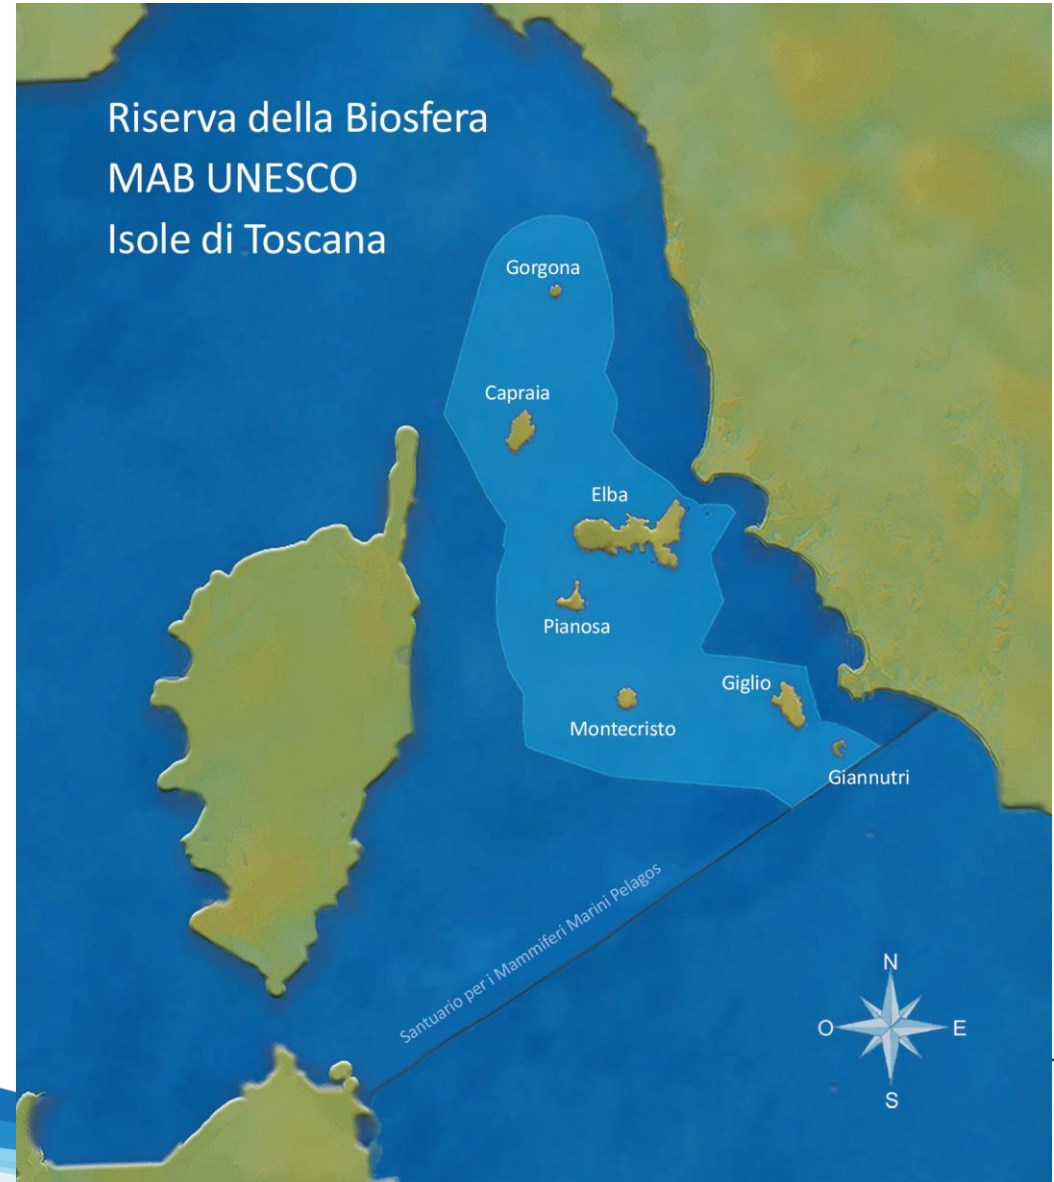 Riserva della Biosfera
MAB UNESCO
Isole di Toscana
Gorgona
Capraia
Elba
Pianosa
Giglio
Montecristo
Giannutri
Santuario per i Mammiferi Marini Pelagos
N
O
E
S